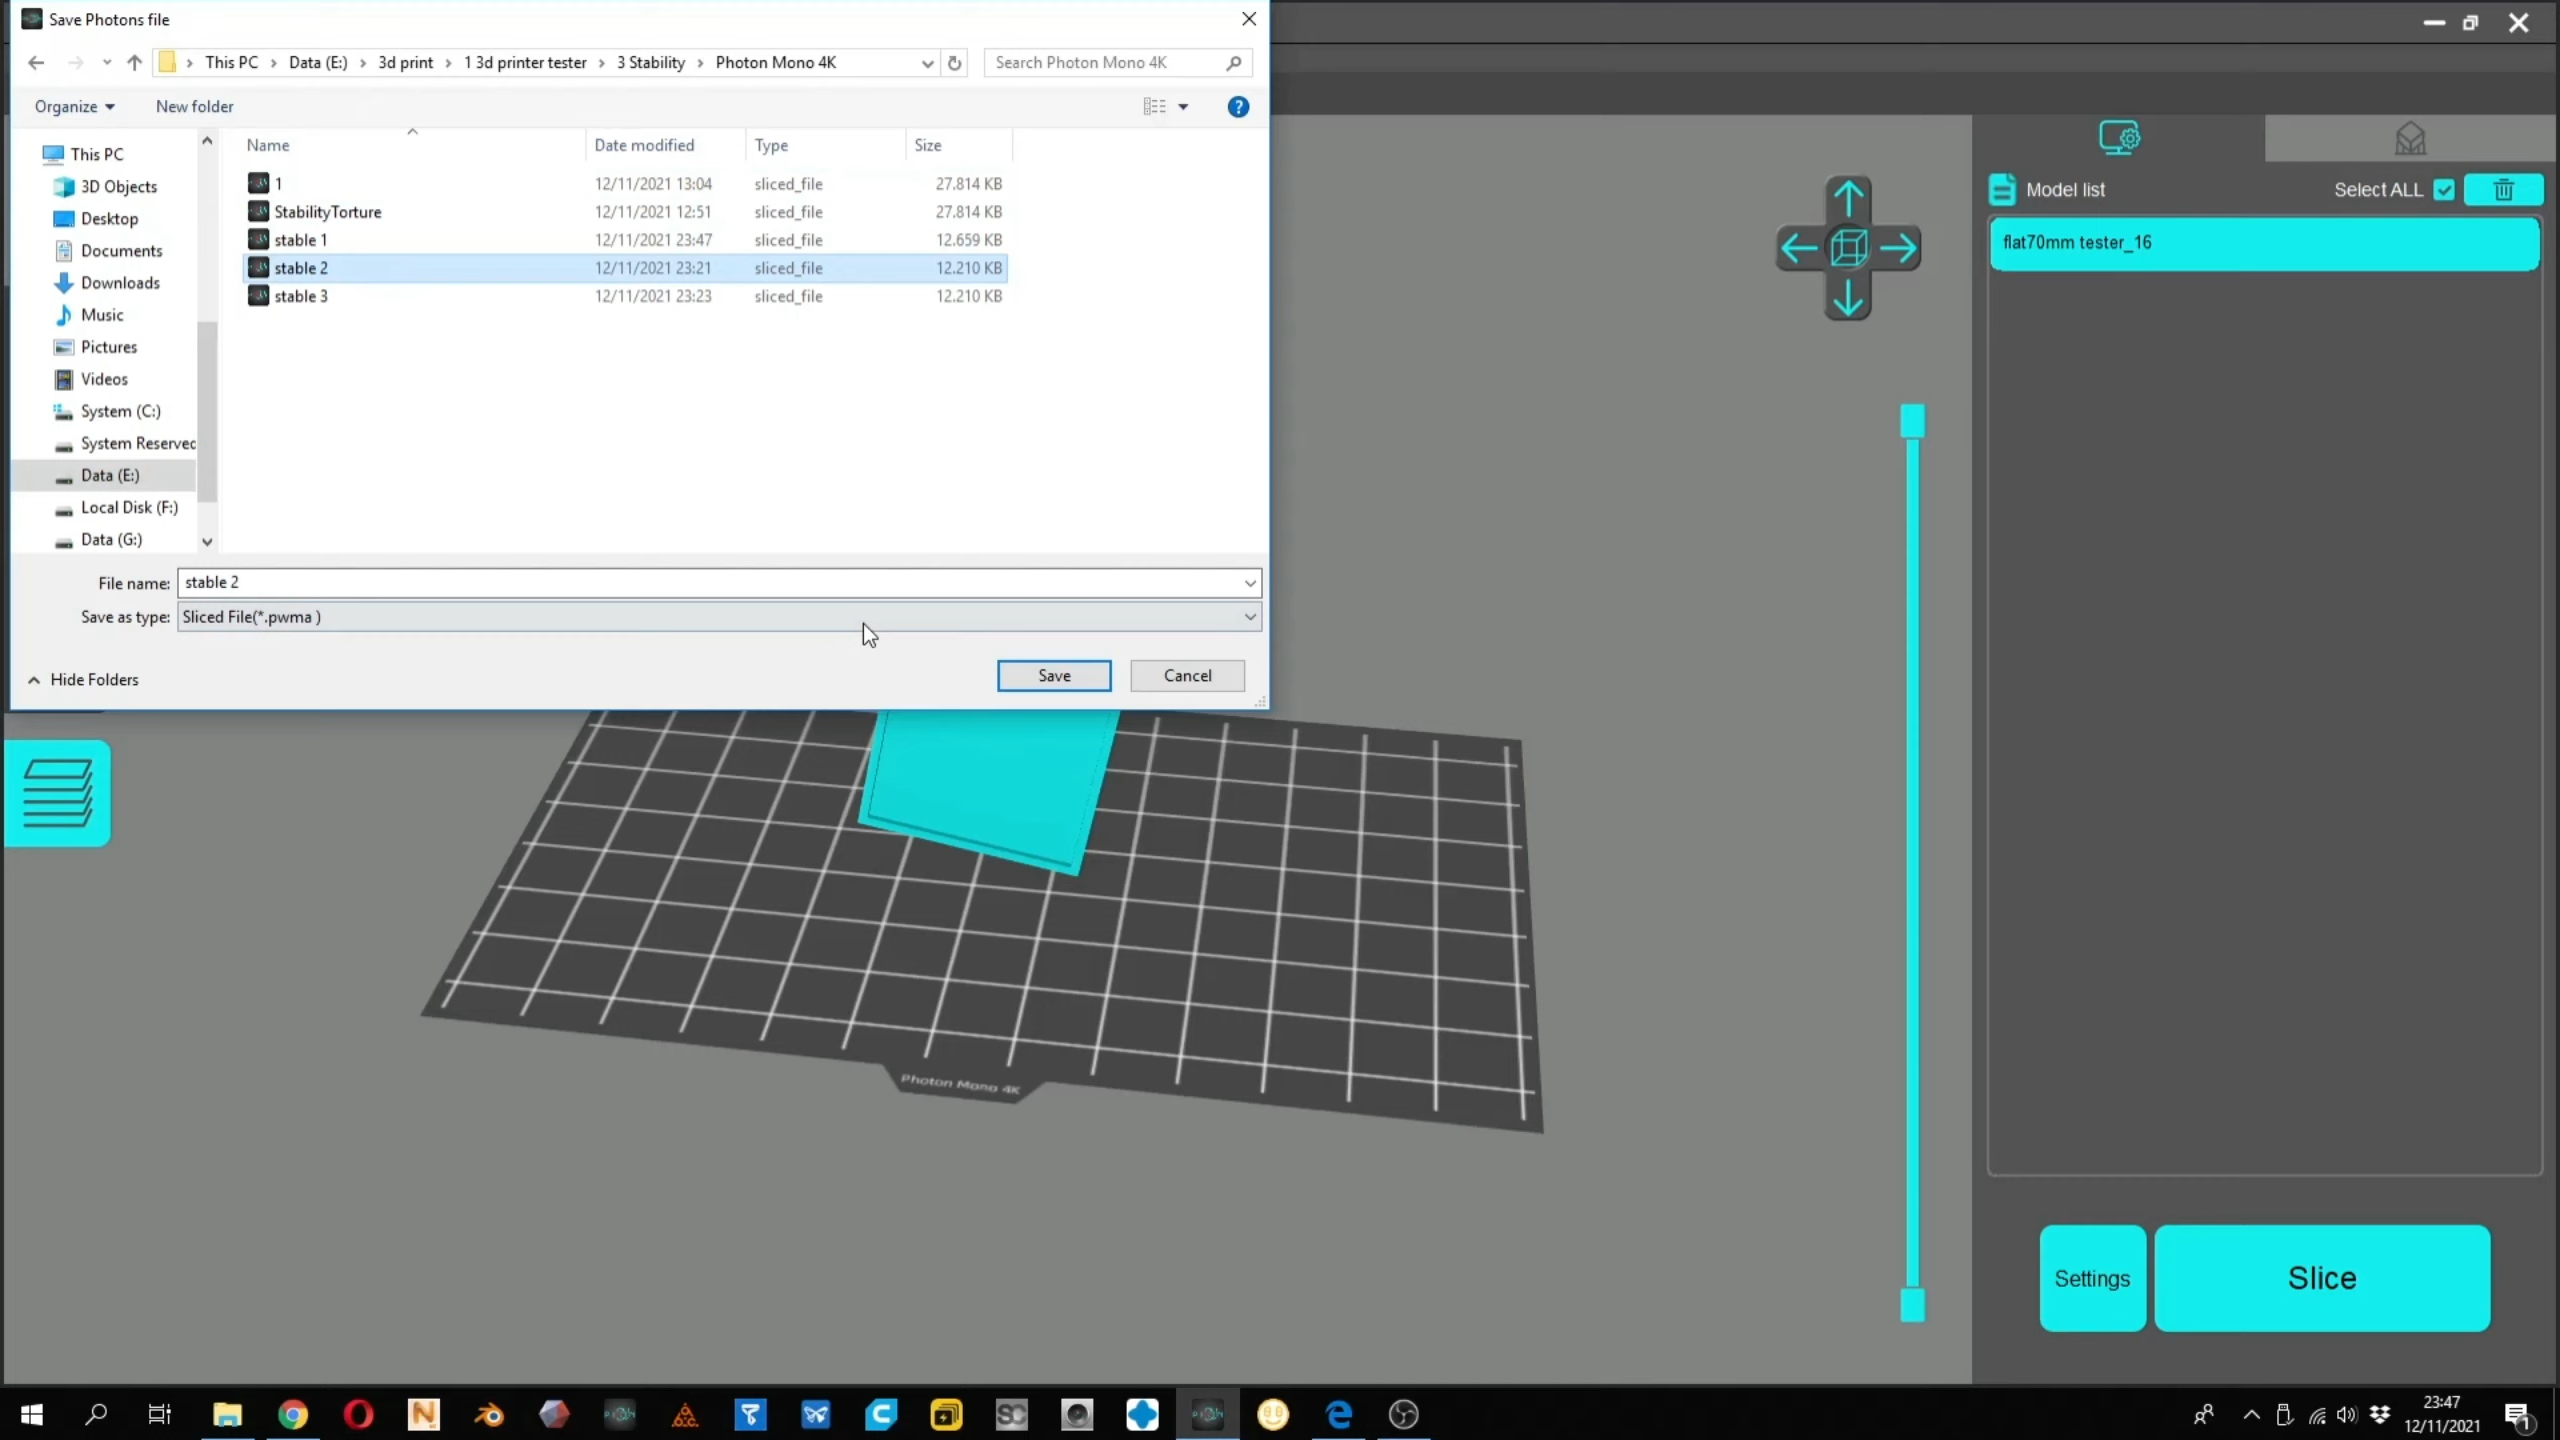 Save Photons file
This PC > Data (E:) > 3d print > 1 3d printer tester > 3 Stability > Photon Mono 4K
Search Photon Mono 4K
Organize
New folder
Name Date modified Type Size
1 12/11/2021 13:04 sliced_file 27.814 KB
StabilityTorture 12/11/2021 12:51 sliced_file 27.814 KB
stable 1 12/11/2021 23:47 sliced_file 12.659 KB
stable 2 12/11/2021 23:21 sliced_file 12.210 KB
stable 3 12/11/2021 23:23 sliced_file 12.210 KB
This PC
3D Objects
Desktop
Documents
Downloads
Music
Pictures
Videos
System (C:)
System Reserved
Data (E:)
Local Disk (F:)
Data (G:)
File name: stable 2
Save as type: Sliced File(*.pwma )
Hide Folders
Save
Cancel
Model list
Select ALL
flat70mm tester_16
Photon Mono 4K
Settings
Slice
23:47
12/11/2021
1